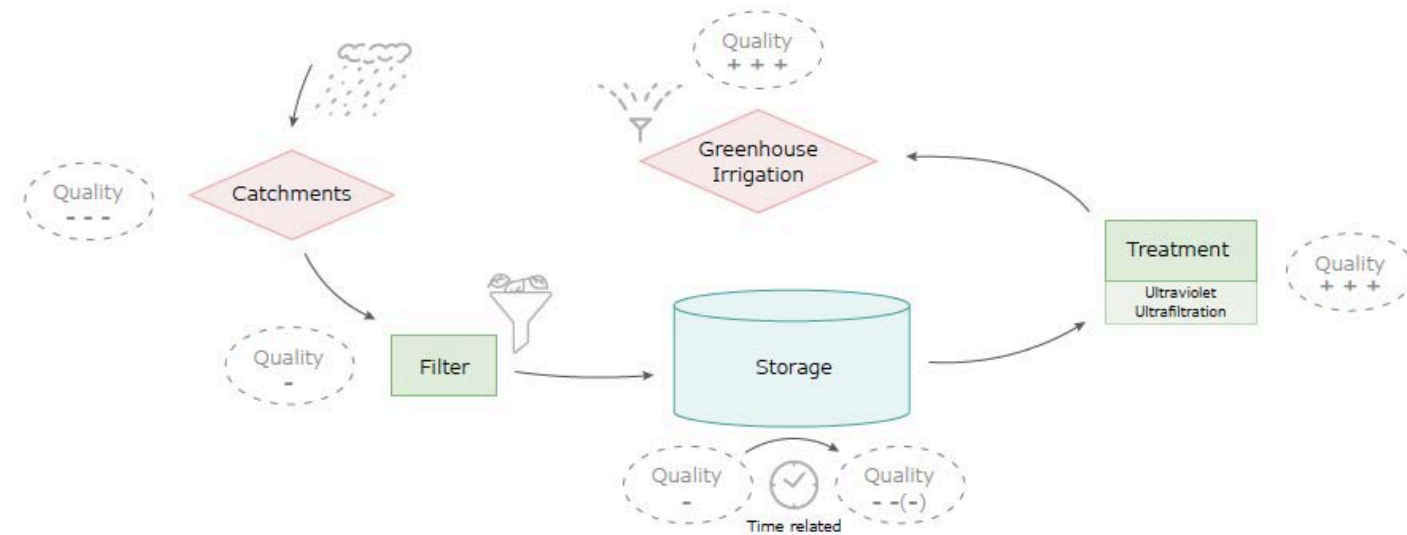 Quality
+ + +
Greenhouse
Irrigation
Catchments
Quality
- - -
Treatment
Ultraviolet
Ultrafiltration
Quality
+ + +
Quality
-
Filter
Storage
Quality
-
Quality
- -(-)
Time related